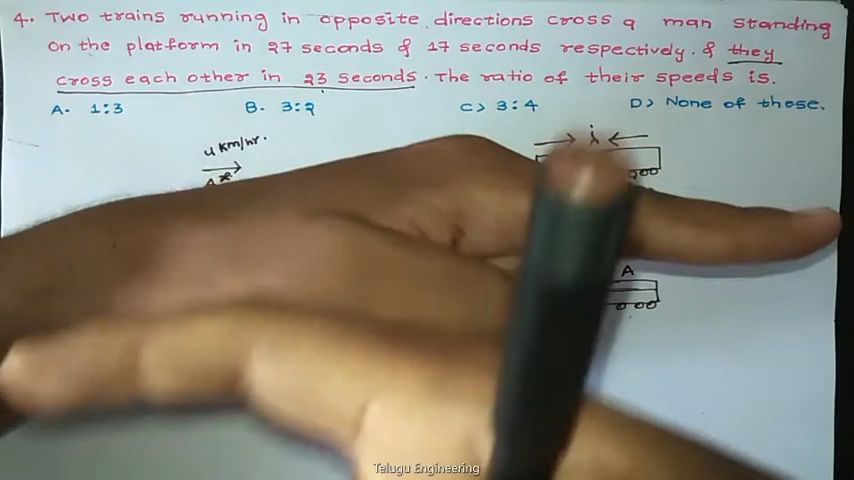 4. Two trains running in opposite directions cross a man standing
on the platform in 27 seconds & 17 seconds respectively. & they
cross each other in 23 seconds. The ratio of their speeds is.
A. 1:3 B. 3:2 C> 3:4 D> None of these.
u km/hr.
A
A
Telugu Engineering